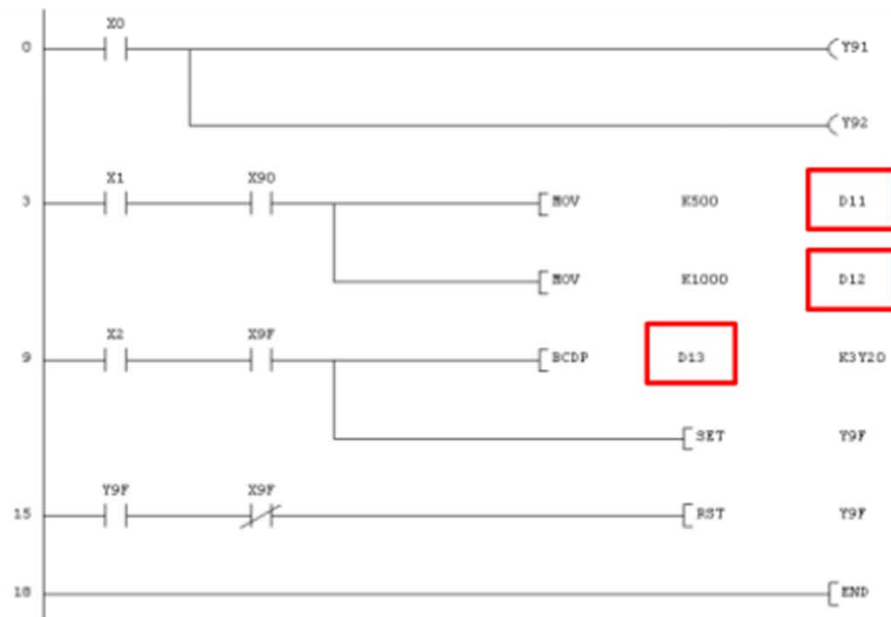 X0
0 Y91
Y92
X1 X90
3 MOV K500 D11
MOV K1000 D12
X2 X9F
9 BCDP D13 K3Y20
SET Y9F
Y9F X9F
15 RST Y9F
18 END